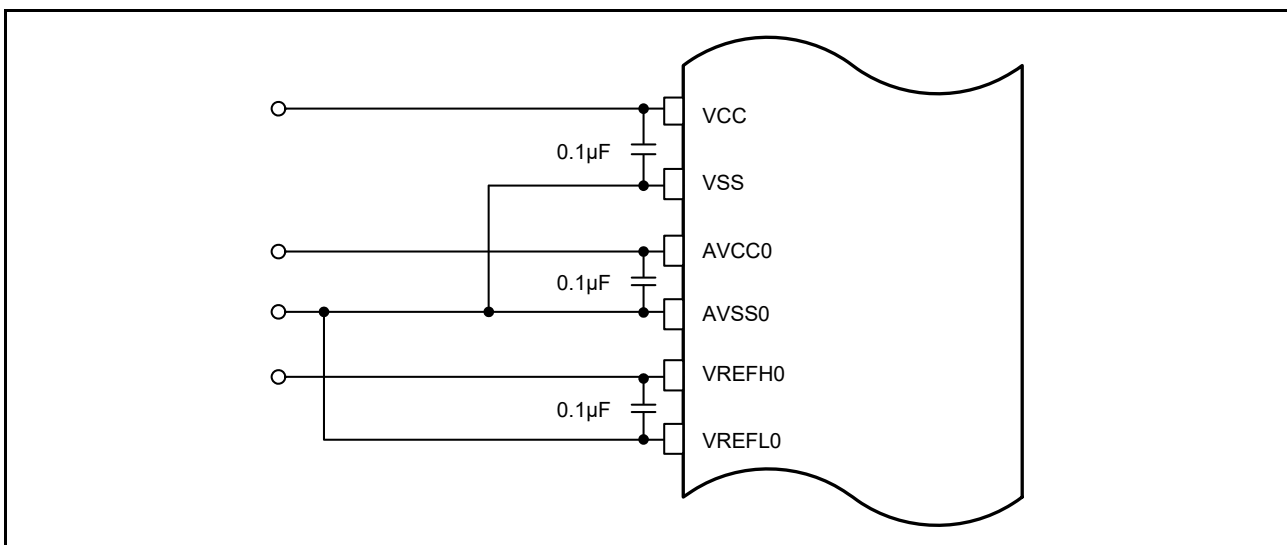 VCC
0.1µF
VSS
AVCC0
0.1µF
AVSS0
VREFH0
0.1µF
VREFL0